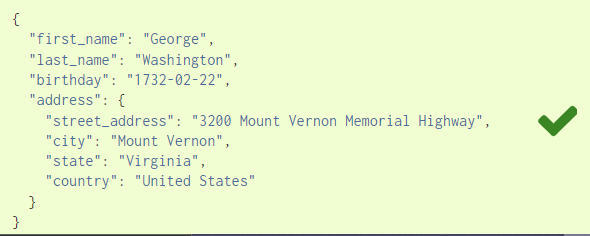 {
  "first_name": "George",
  "last_name": "Washington",
  "birthday": "1732-02-22",
  "address": {
    "street_address": "3200 Mount Vernon Memorial Highway",
    "city": "Mount Vernon",
    "state": "Virginia",
    "country": "United States"
  }
}